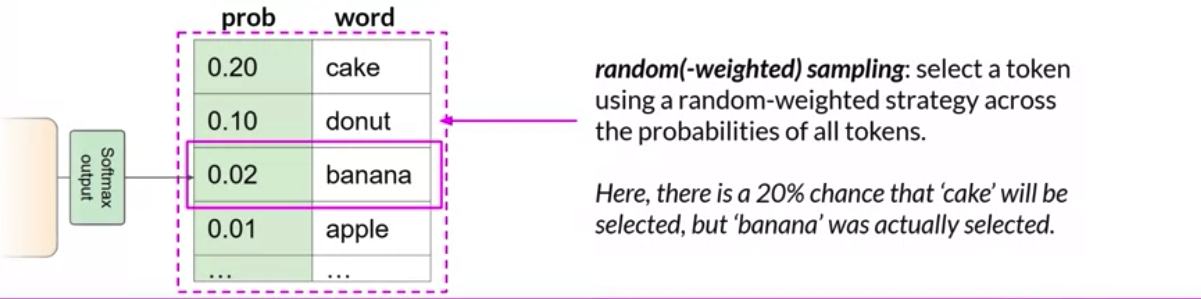 prob word
0.20 cake
0.10 donut
0.02 banana
0.01 apple
... ...
Softmax
output
random(-weighted) sampling: select a token
using a random-weighted strategy across
the probabilities of all tokens.
Here, there is a 20% chance that ‘cake’ will be
selected, but ‘banana’ was actually selected.